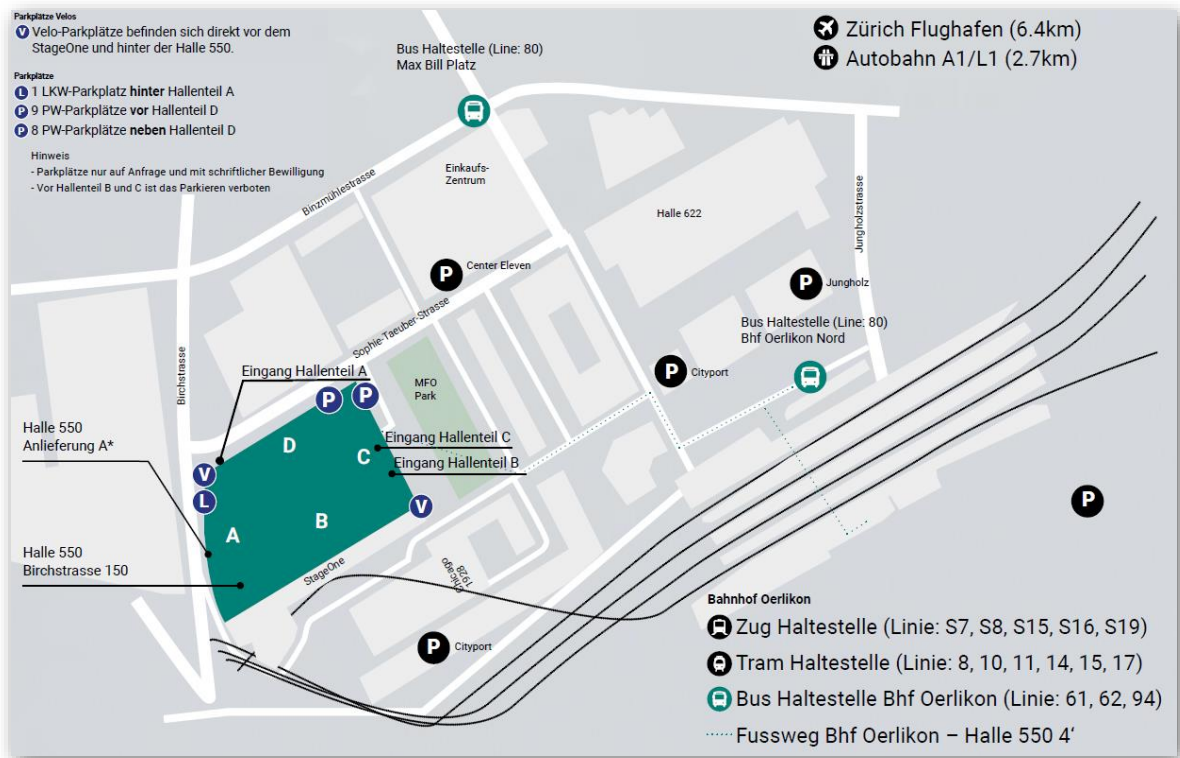 Parkplätze Velos
V Velo-Parkplätze befinden sich direkt vor dem
StageOne und hinter der Halle 550.
Parkplätze
L 1 LKW-Parkplatz hinter Hallenteil A
P 9 PW-Parkplätze vor Hallenteil D
P 8 PW-Parkplätze neben Hallenteil D
Hinweis
- Parkplätze nur auf Anfrage und mit schriftlicher Bewilligung
- Vor Hallenteil B und C ist das Parkieren verboten
Bus Haltestelle (Line: 80)
Max Bill Platz
Zürich Flughafen (6.4km)
Autobahn A1/L1 (2.7km)
Binzmühlestrasse
Einkaufs-
Zentrum
Halle 622
Jungholzstrasse
P Center Eleven
P Jungholz
Sophie-Taeuber-Strasse
Bus Haltestelle (Line: 80)
Bhf Oerlikon Nord
Birchstrasse
Eingang Hallenteil A
MFO
Park
P Cityport
P
P
Halle 550
Anlieferung A*
D
C
Eingang Hallenteil C
Eingang Hallenteil B
V
L
A
B
V
P
Halle 550
Birchstrasse 150
StageOne
Chicago
1928
P Cityport
Bahnhof Oerlikon
Zug Haltestelle (Linie: S7, S8, S15, S16, S19)
Tram Haltestelle (Linie: 8, 10, 11, 14, 15, 17)
Bus Haltestelle Bhf Oerlikon (Linie: 61, 62, 94)
Fussweg Bhf Oerlikon – Halle 550 4‘